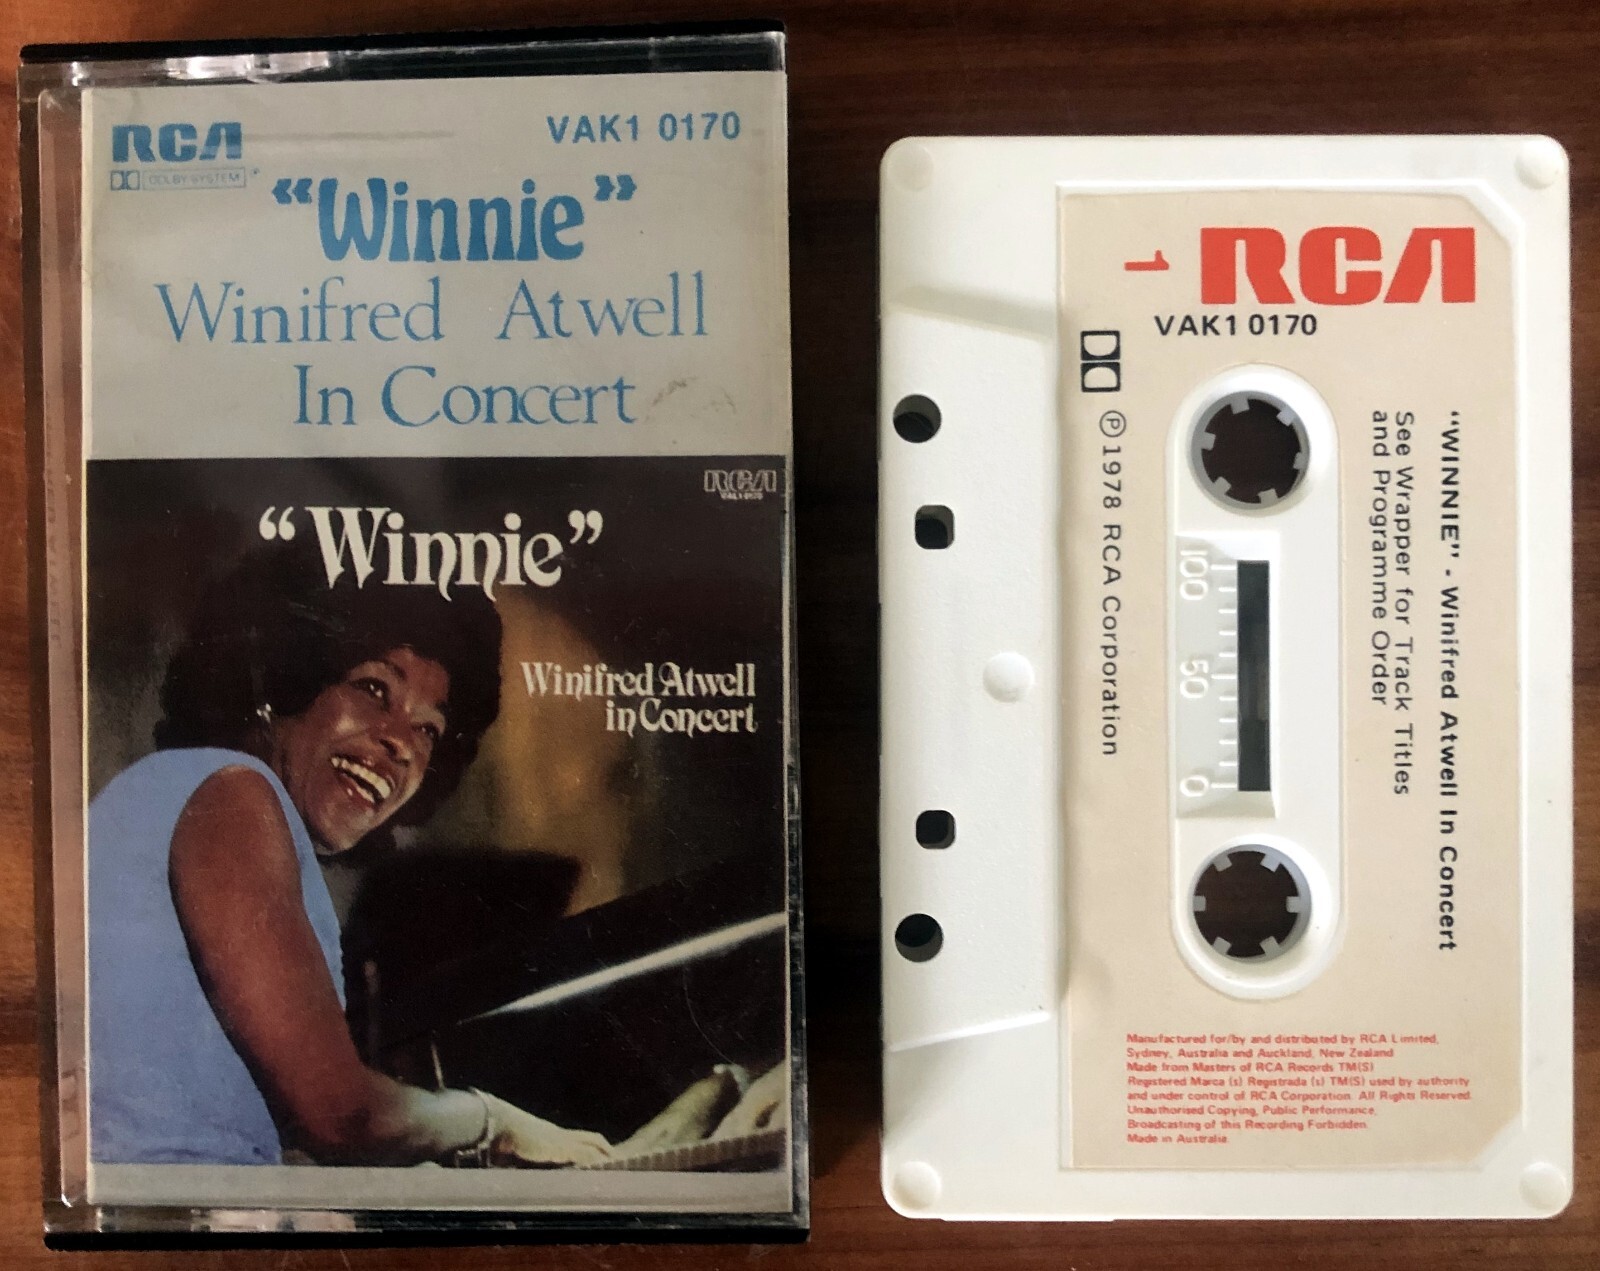 RCA
VAK1 0170
DOLBY SYSTEM
“Winnie”
Winifred Atwell
In Concert
RCA
VAL1 0170
“Winnie”
Winifred Atwell
in Concert
1 RCA
VAK1 0170
Ⓟ 1978 RCA Corporation
100 50 0
“WINNIE” - Winifred Atwell In Concert
See Wrapper for Track Titles
and Programme Order
Manufactured for/by and distributed by RCA Limited,
Sydney, Australia and Auckland, New Zealand
Made from Masters of RCA Records TM(S)
Registered Marca (s) Registrada (s) TM(S) used by authority
and under control of RCA Corporation. All Rights Reserved
Unauthorised Copying, Public Performance,
Broadcasting of this Recording Forbidden.
Made in Australia.